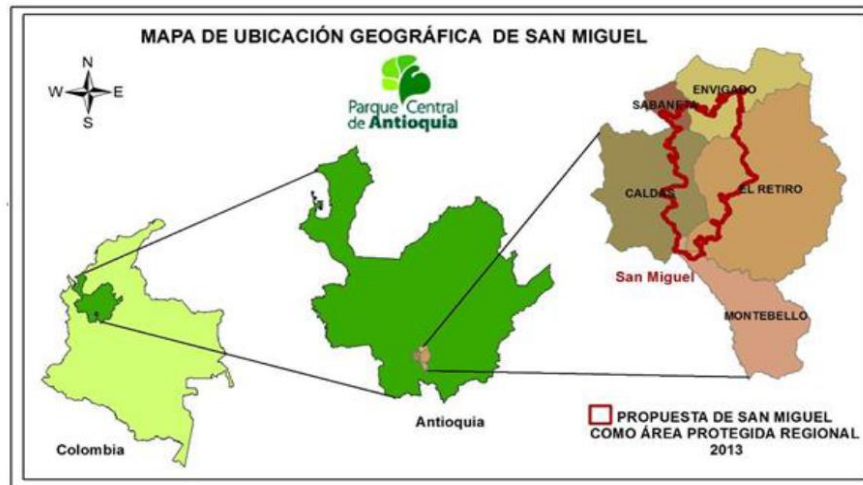 MAPA DE UBICACIÓN GEOGRÁFICA DE SAN MIGUEL
N
W E
S
Parque Central
de Antioquia
ENVIGADO
SABANETA
CALDAS
EL RETIRO
San Miguel
MONTEBELLO
Antioquia
Colombia
PROPUESTA DE SAN MIGUEL
COMO ÁREA PROTEGIDA REGIONAL
2013